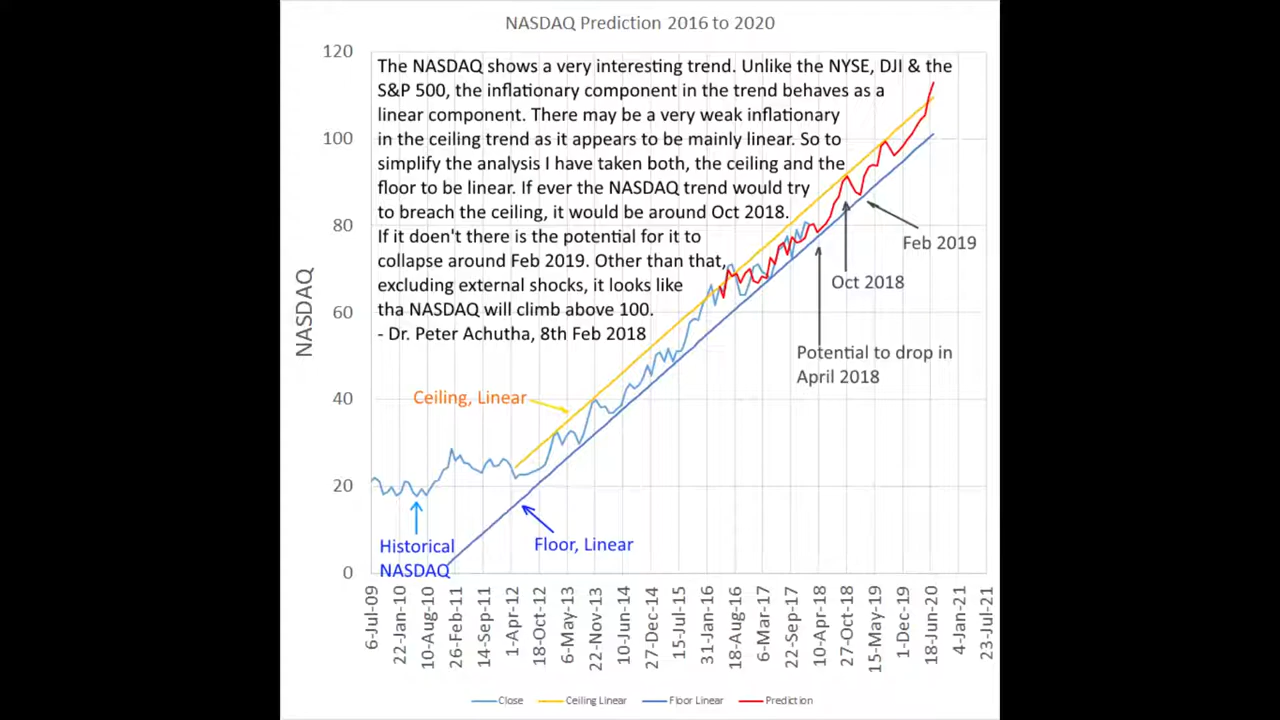 NASDAQ Prediction 2016 to 2020
The NASDAQ shows a very interesting trend. Unlike the NYSE, DJI & the
S&P 500, the inflationary component in the trend behaves as a
linear component. There may be a very weak inflationary
in the ceiling trend as it appears to be mainly linear. So to
simplify the analysis I have taken both, the ceiling and the
floor to be linear. If ever the NASDAQ trend would try
to breach the ceiling, it would be around Oct 2018.
If it doen't there is the potential for it to
collapse around Feb 2019. Other than that,
excluding external shocks, it looks like
tha NASDAQ will climb above 100.
- Dr. Peter Achutha, 8th Feb 2018
120
100
80
60
40
20
0
NASDAQ
Feb 2019
Oct 2018
Potential to drop in
April 2018
Ceiling, Linear
Floor, Linear
Historical
NASDAQ
6-Jul-09
22-Jan-10
10-Aug-10
26-Feb-11
14-Sep-11
1-Apr-12
18-Oct-12
6-May-13
22-Nov-13
10-Jun-14
27-Dec-14
15-Jul-15
31-Jan-16
18-Aug-16
6-Mar-17
22-Sep-17
10-Apr-18
27-Oct-18
15-May-19
1-Dec-19
18-Jun-20
4-Jan-21
23-Jul-21
Close
Ceiling Linear
Floor Linear
Prediction